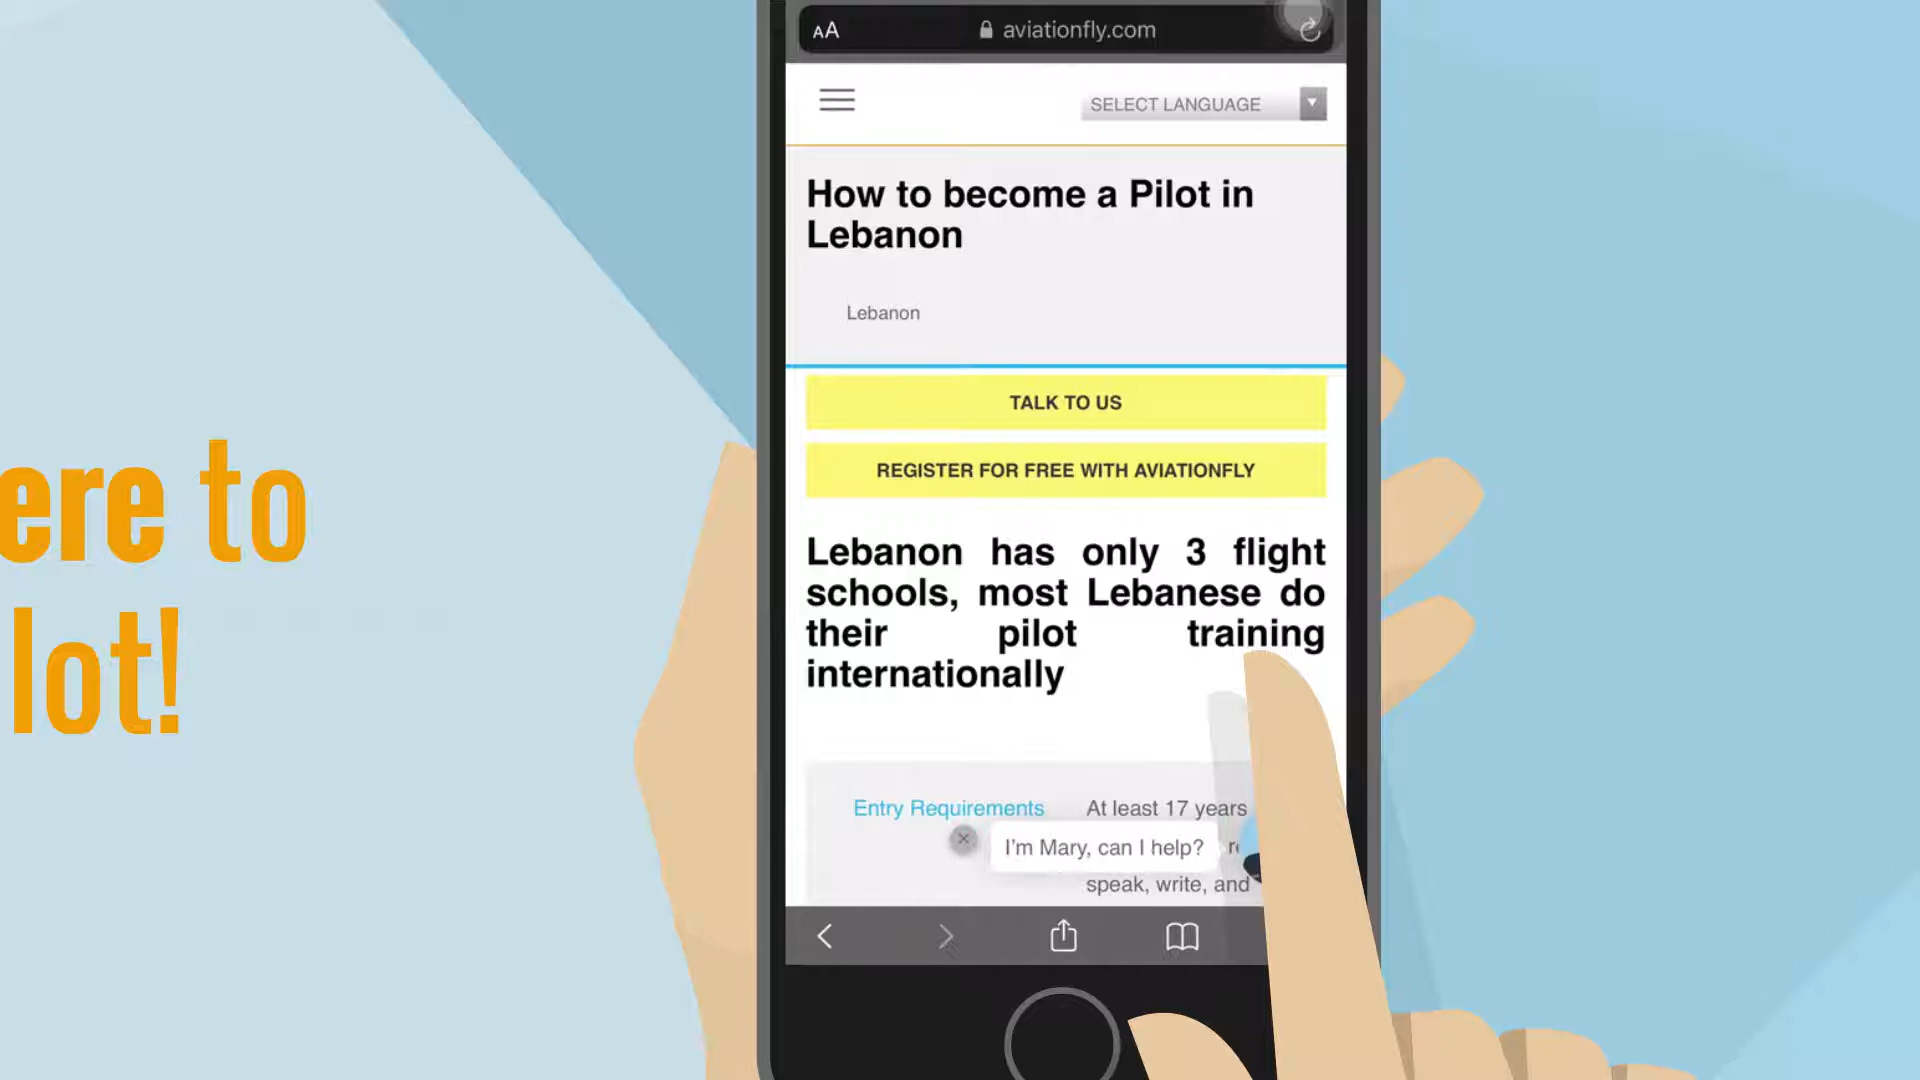 AA aviationfly.com
SELECT LANGUAGE
How to become a Pilot in
Lebanon
Lebanon
TALK TO US
REGISTER FOR FREE WITH AVIATIONFLY
Lebanon has only 3 flight
schools, most Lebanese do
their pilot training
internationally
Entry Requirements At least 17 years
I'm Mary, can I help?
speak, write, and
ere to
lot!